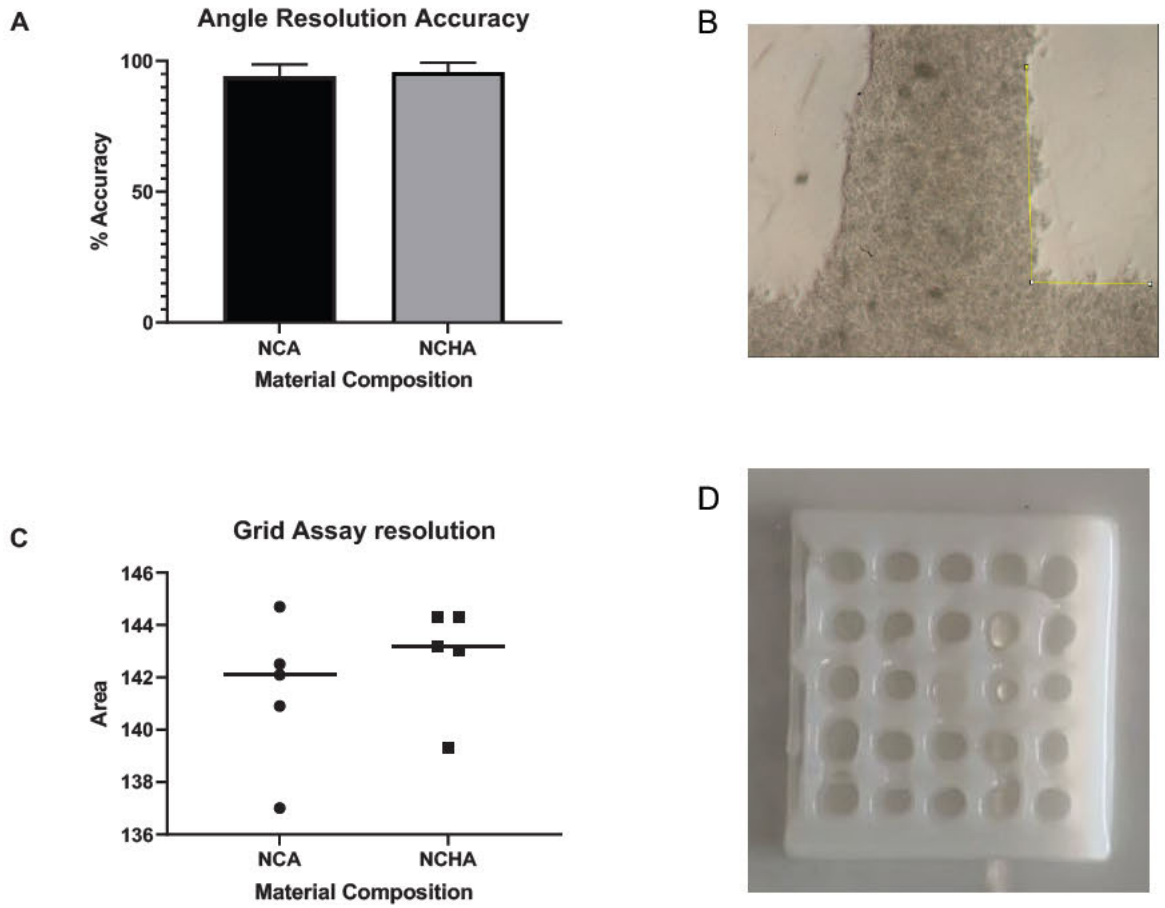 A
Angle Resolution Accuracy
100
50
0
% Accuracy
NCA NCHA
Material Composition
B
C
Grid Assay resolution
146
144
142
140
138
136
Area
NCA NCHA
Material Composition
D